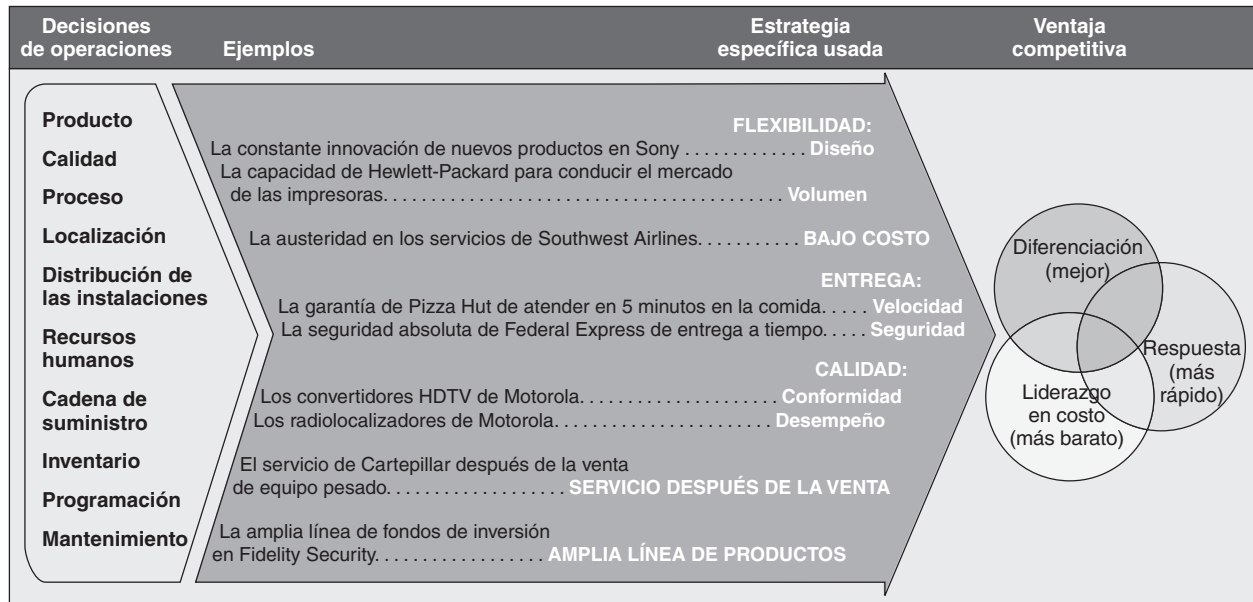 Decisiones
de operaciones
Ejemplos
Estrategia
específica usada
Ventaja
competitiva
Producto
Calidad
Proceso
Localización
Distribución de
las instalaciones
Recursos
humanos
Cadena de
suministro
Inventario
Programación
Mantenimiento
FLEXIBILIDAD:
La constante innovación de nuevos productos en Sony . . . . . . . . . . . . . Diseño
La capacidad de Hewlett-Packard para conducir el mercado
de las impresoras. . . . . . . . . . . . . . . . . . . . . . . . . . . . . . . . . . . . . . . . . . Volumen
La austeridad en los servicios de Southwest Airlines. . . . . . . . . . . BAJO COSTO
ENTREGA:
La garantía de Pizza Hut de atender en 5 minutos en la comida. . . . . Velocidad
La seguridad absoluta de Federal Express de entrega a tiempo. . . . . Seguridad
CALIDAD:
Los convertidores HDTV de Motorola. . . . . . . . . . . . . . . . . . . . . . Conformidad
Los radiolocalizadores de Motorola. . . . . . . . . . . . . . . . . . . . . . . . Desempeño
El servicio de Cartepillar después de la venta
de equipo pesado. . . . . . . . . . . . . . . . . . . SERVICIO DESPUÉS DE LA VENTA
La amplia línea de fondos de inversión
en Fidelity Security. . . . . . . . . . . . . . . . . . AMPLIA LÍNEA DE PRODUCTOS
Diferenciación
(mejor)
Respuesta
(más
rápido)
Liderazgo
en costo
(más barato)